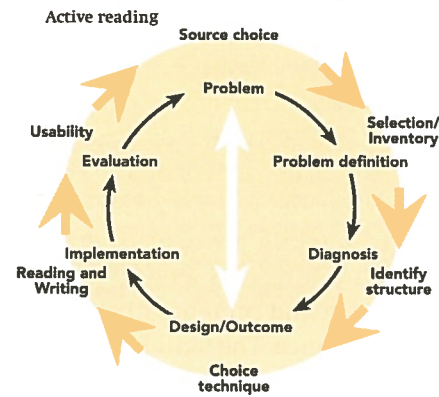 Active reading
Source choice
Problem
Selection/
Inventory
Usability
Evaluation
Problem definition
Implementation
Diagnosis
Reading and
Writing
Identify
structure
Design/Outcome
Choice
technique